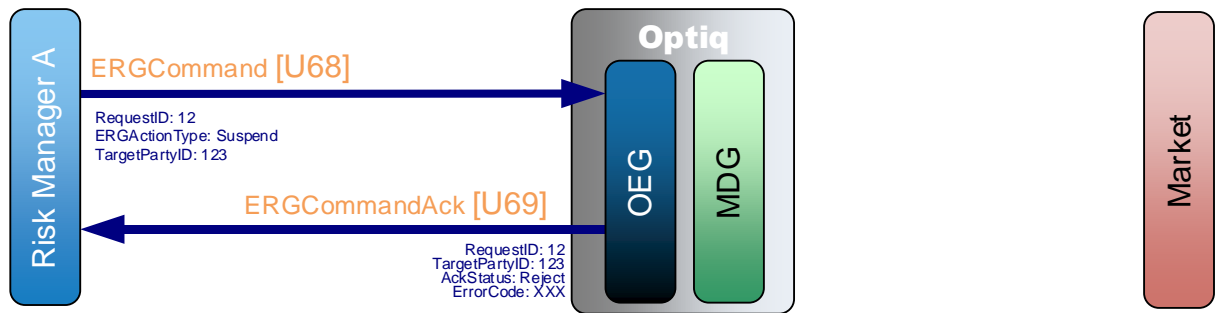 Risk Manager A
ERGCommand [U68]
RequestID: 12
ERGActionType: Suspend
TargetPartyID: 123
ERGCommandAck [U69]
RequestID: 12
TargetPartyID: 123
AckStatus: Reject
ErrorCode: XXX
Optiq
OEG
MDG
Market